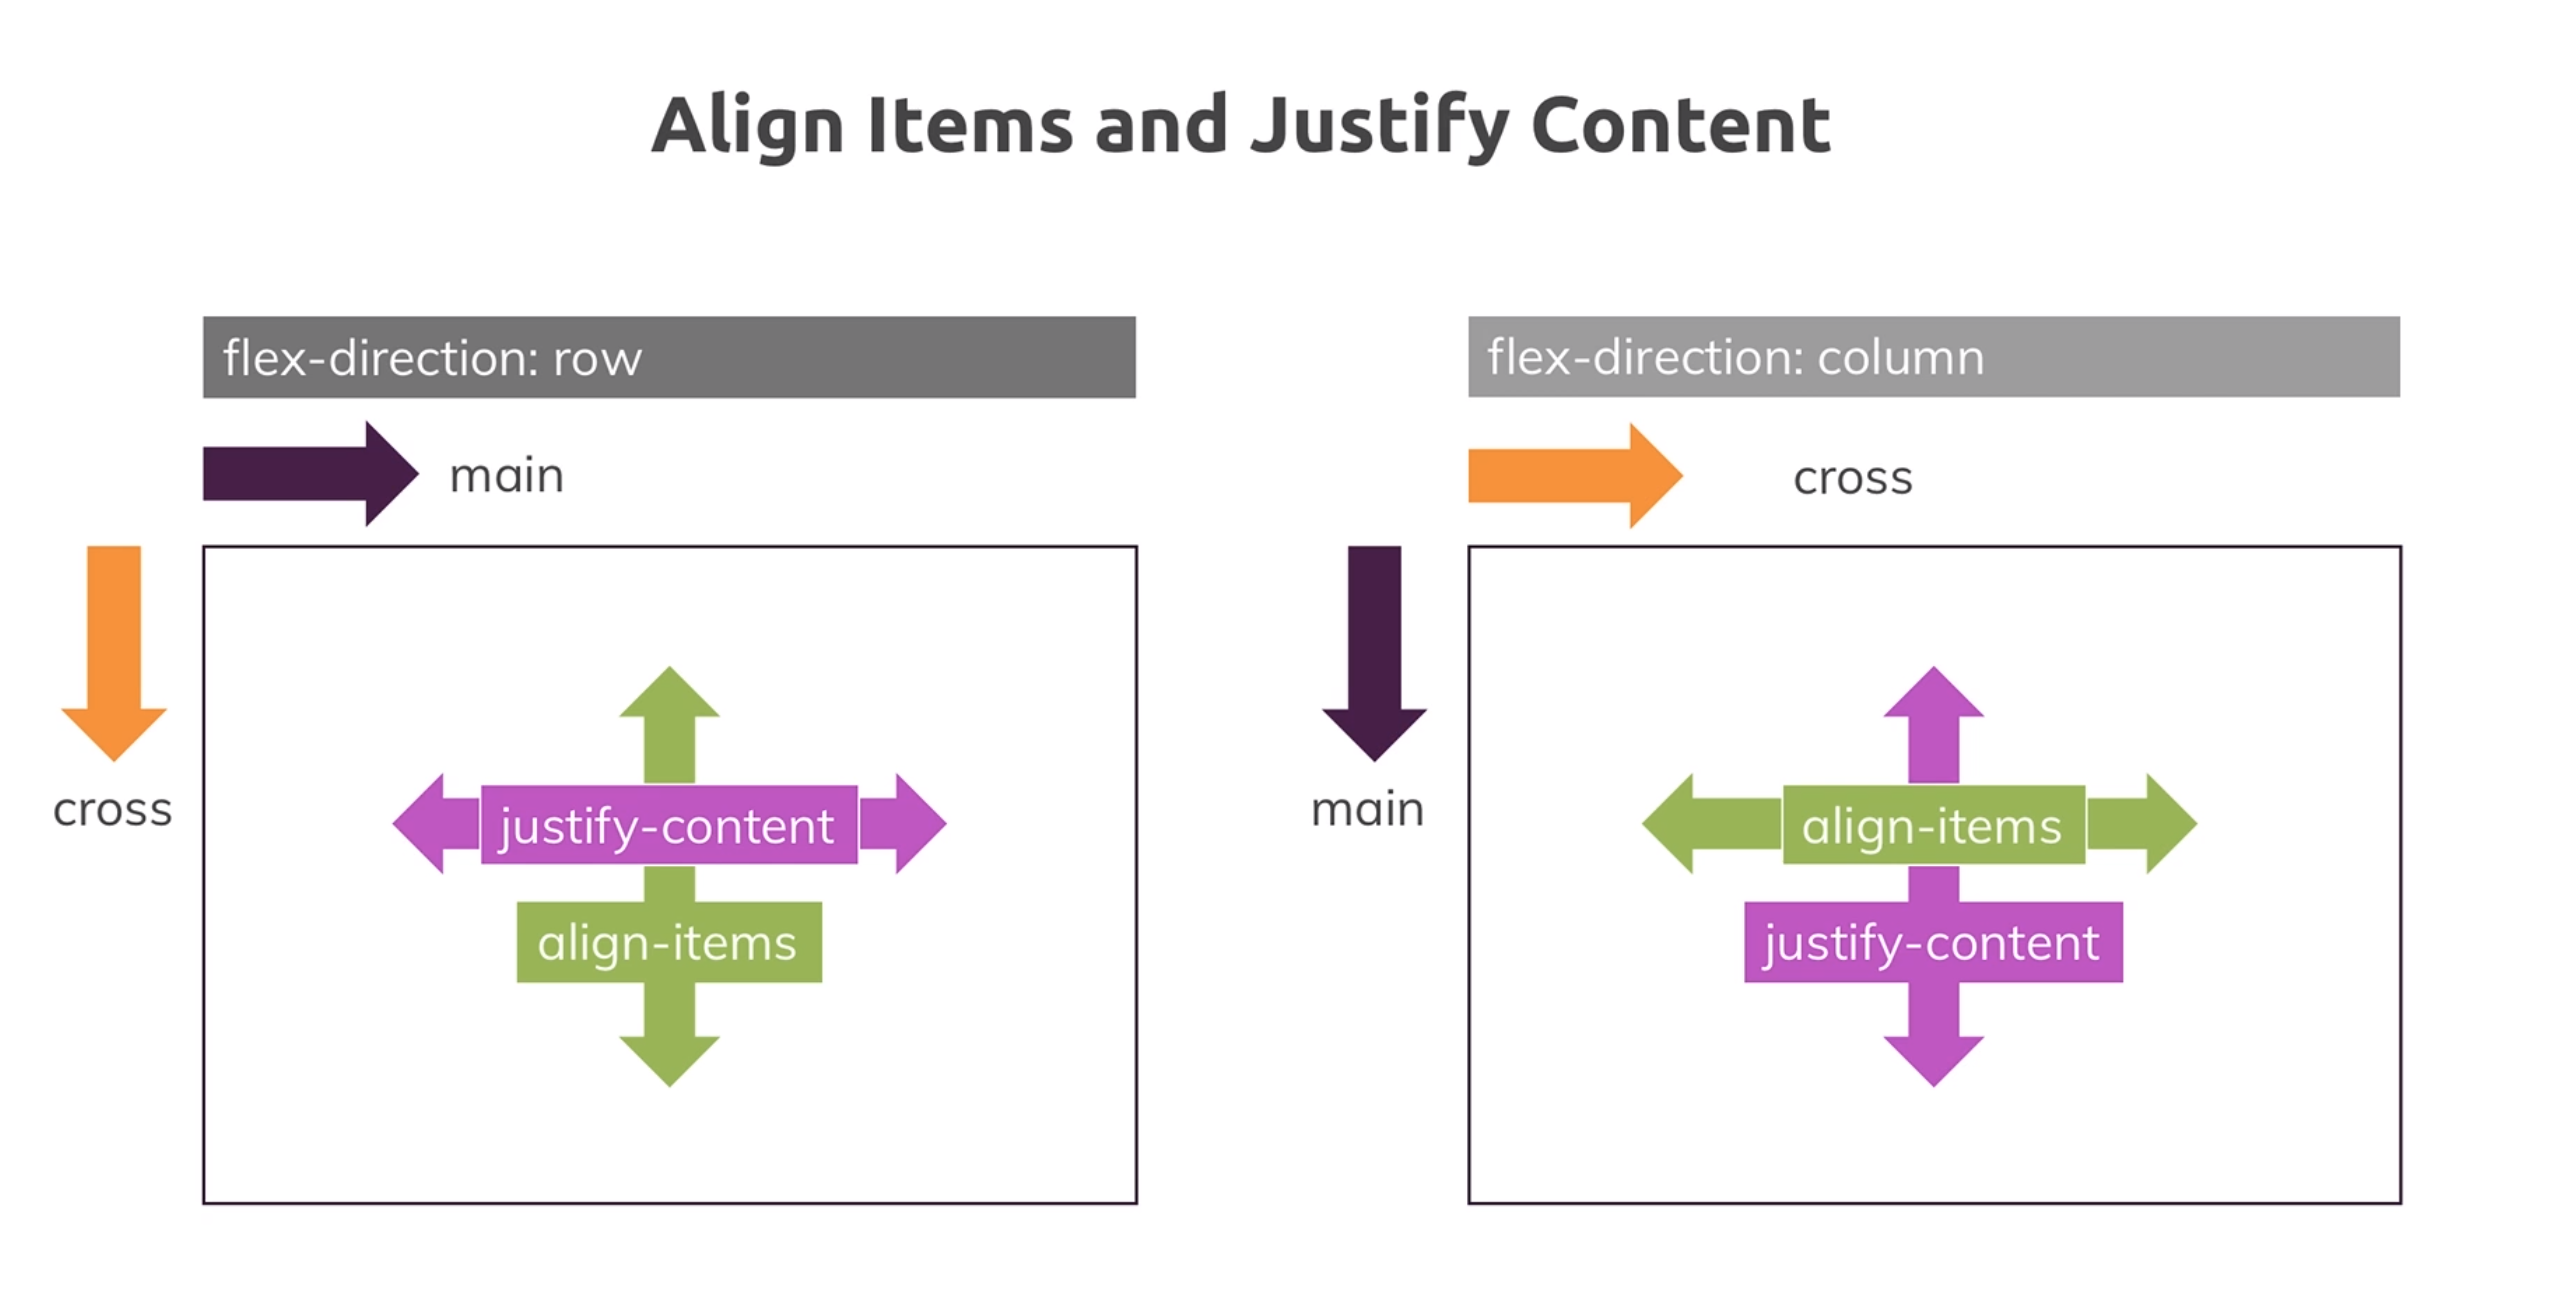 Align Items and Justify Content
flex-direction: row
main
cross
justify-content
align-items
flex-direction: column
cross
main
align-items
justify-content